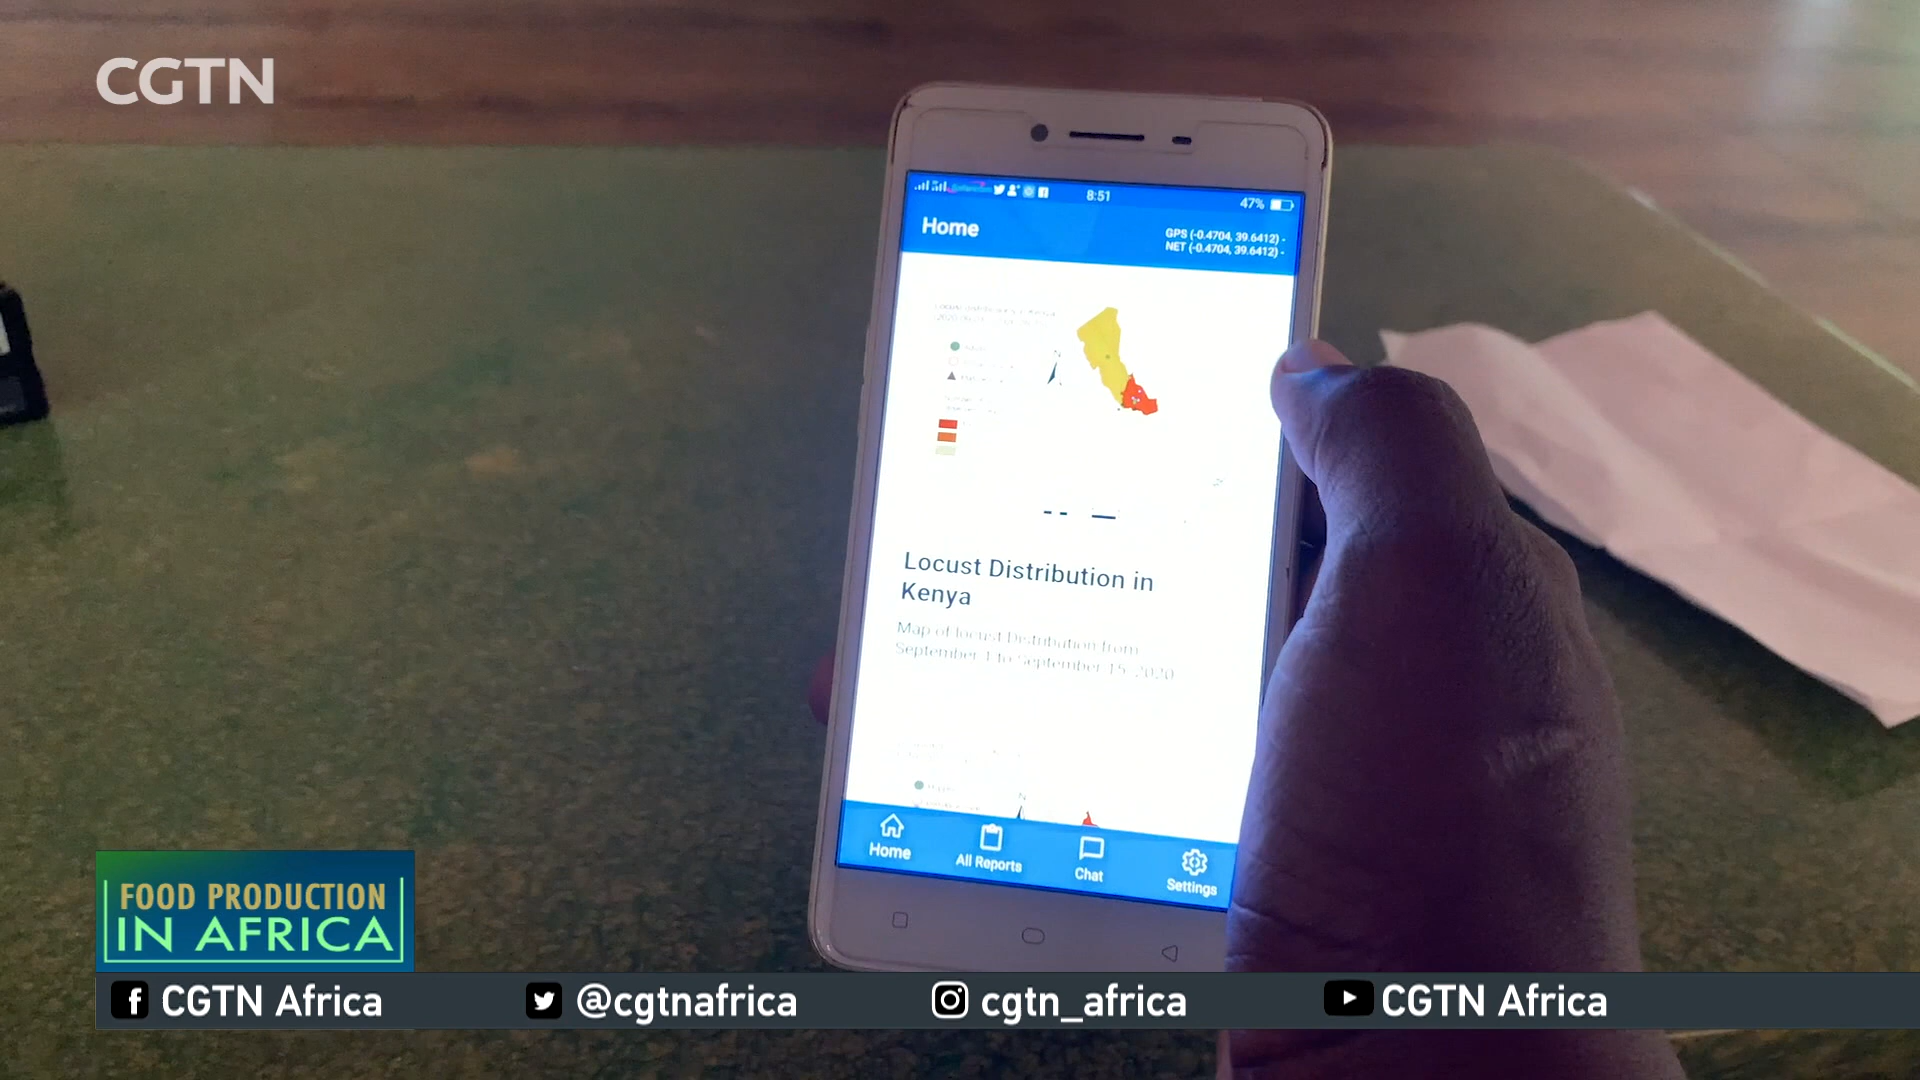 CGTN
8:51
47%
Home
GPS (-0.4704, 39.6412) -
NET (-0.4704, 39.6412) -
N
Locust Distribution in
Kenya
Map of locust Distribution from
September 1 to September 15, 2020
N
Home
All Reports
Chat
Settings
FOOD PRODUCTION
IN AFRICA
CGTN Africa
@cgtnafrica
cgtn_africa
CGTN Africa